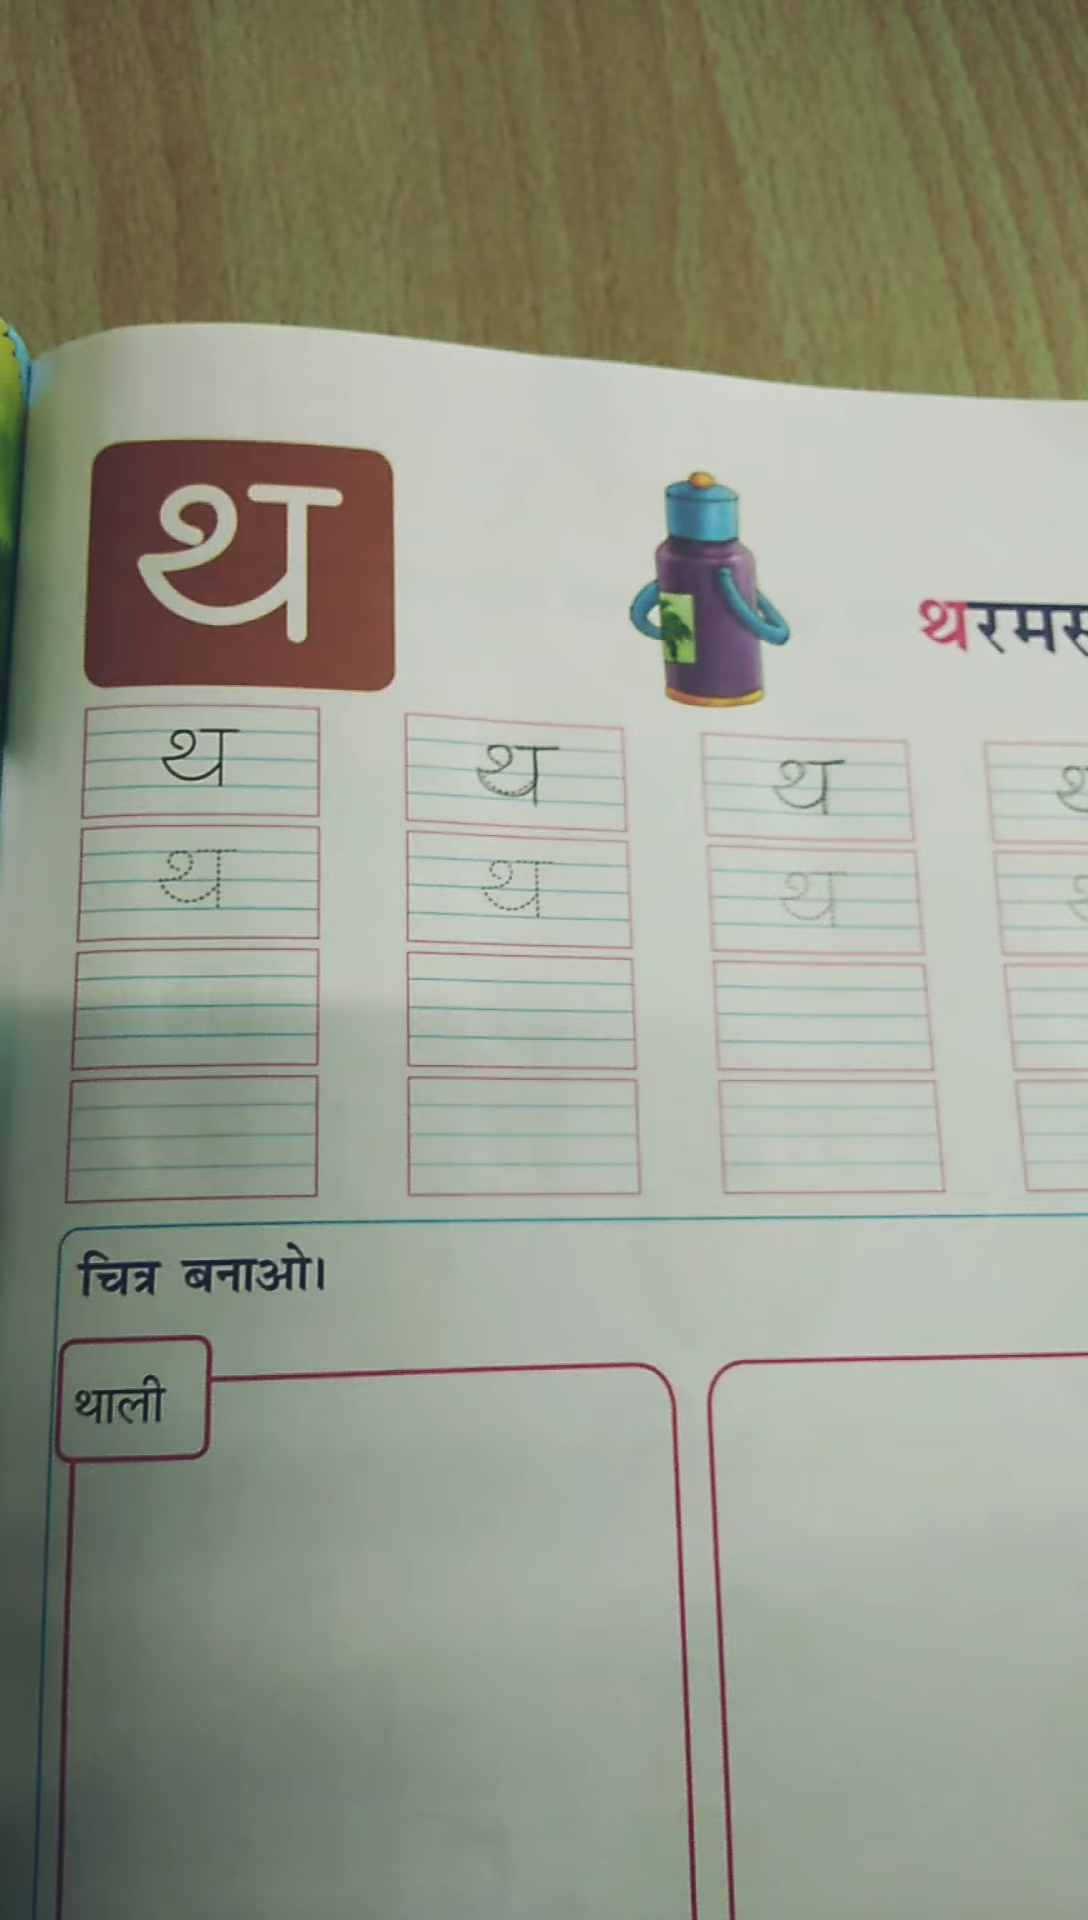 थ
थ थ थ
थ थ थ
चित्र बनाओ।
थाली